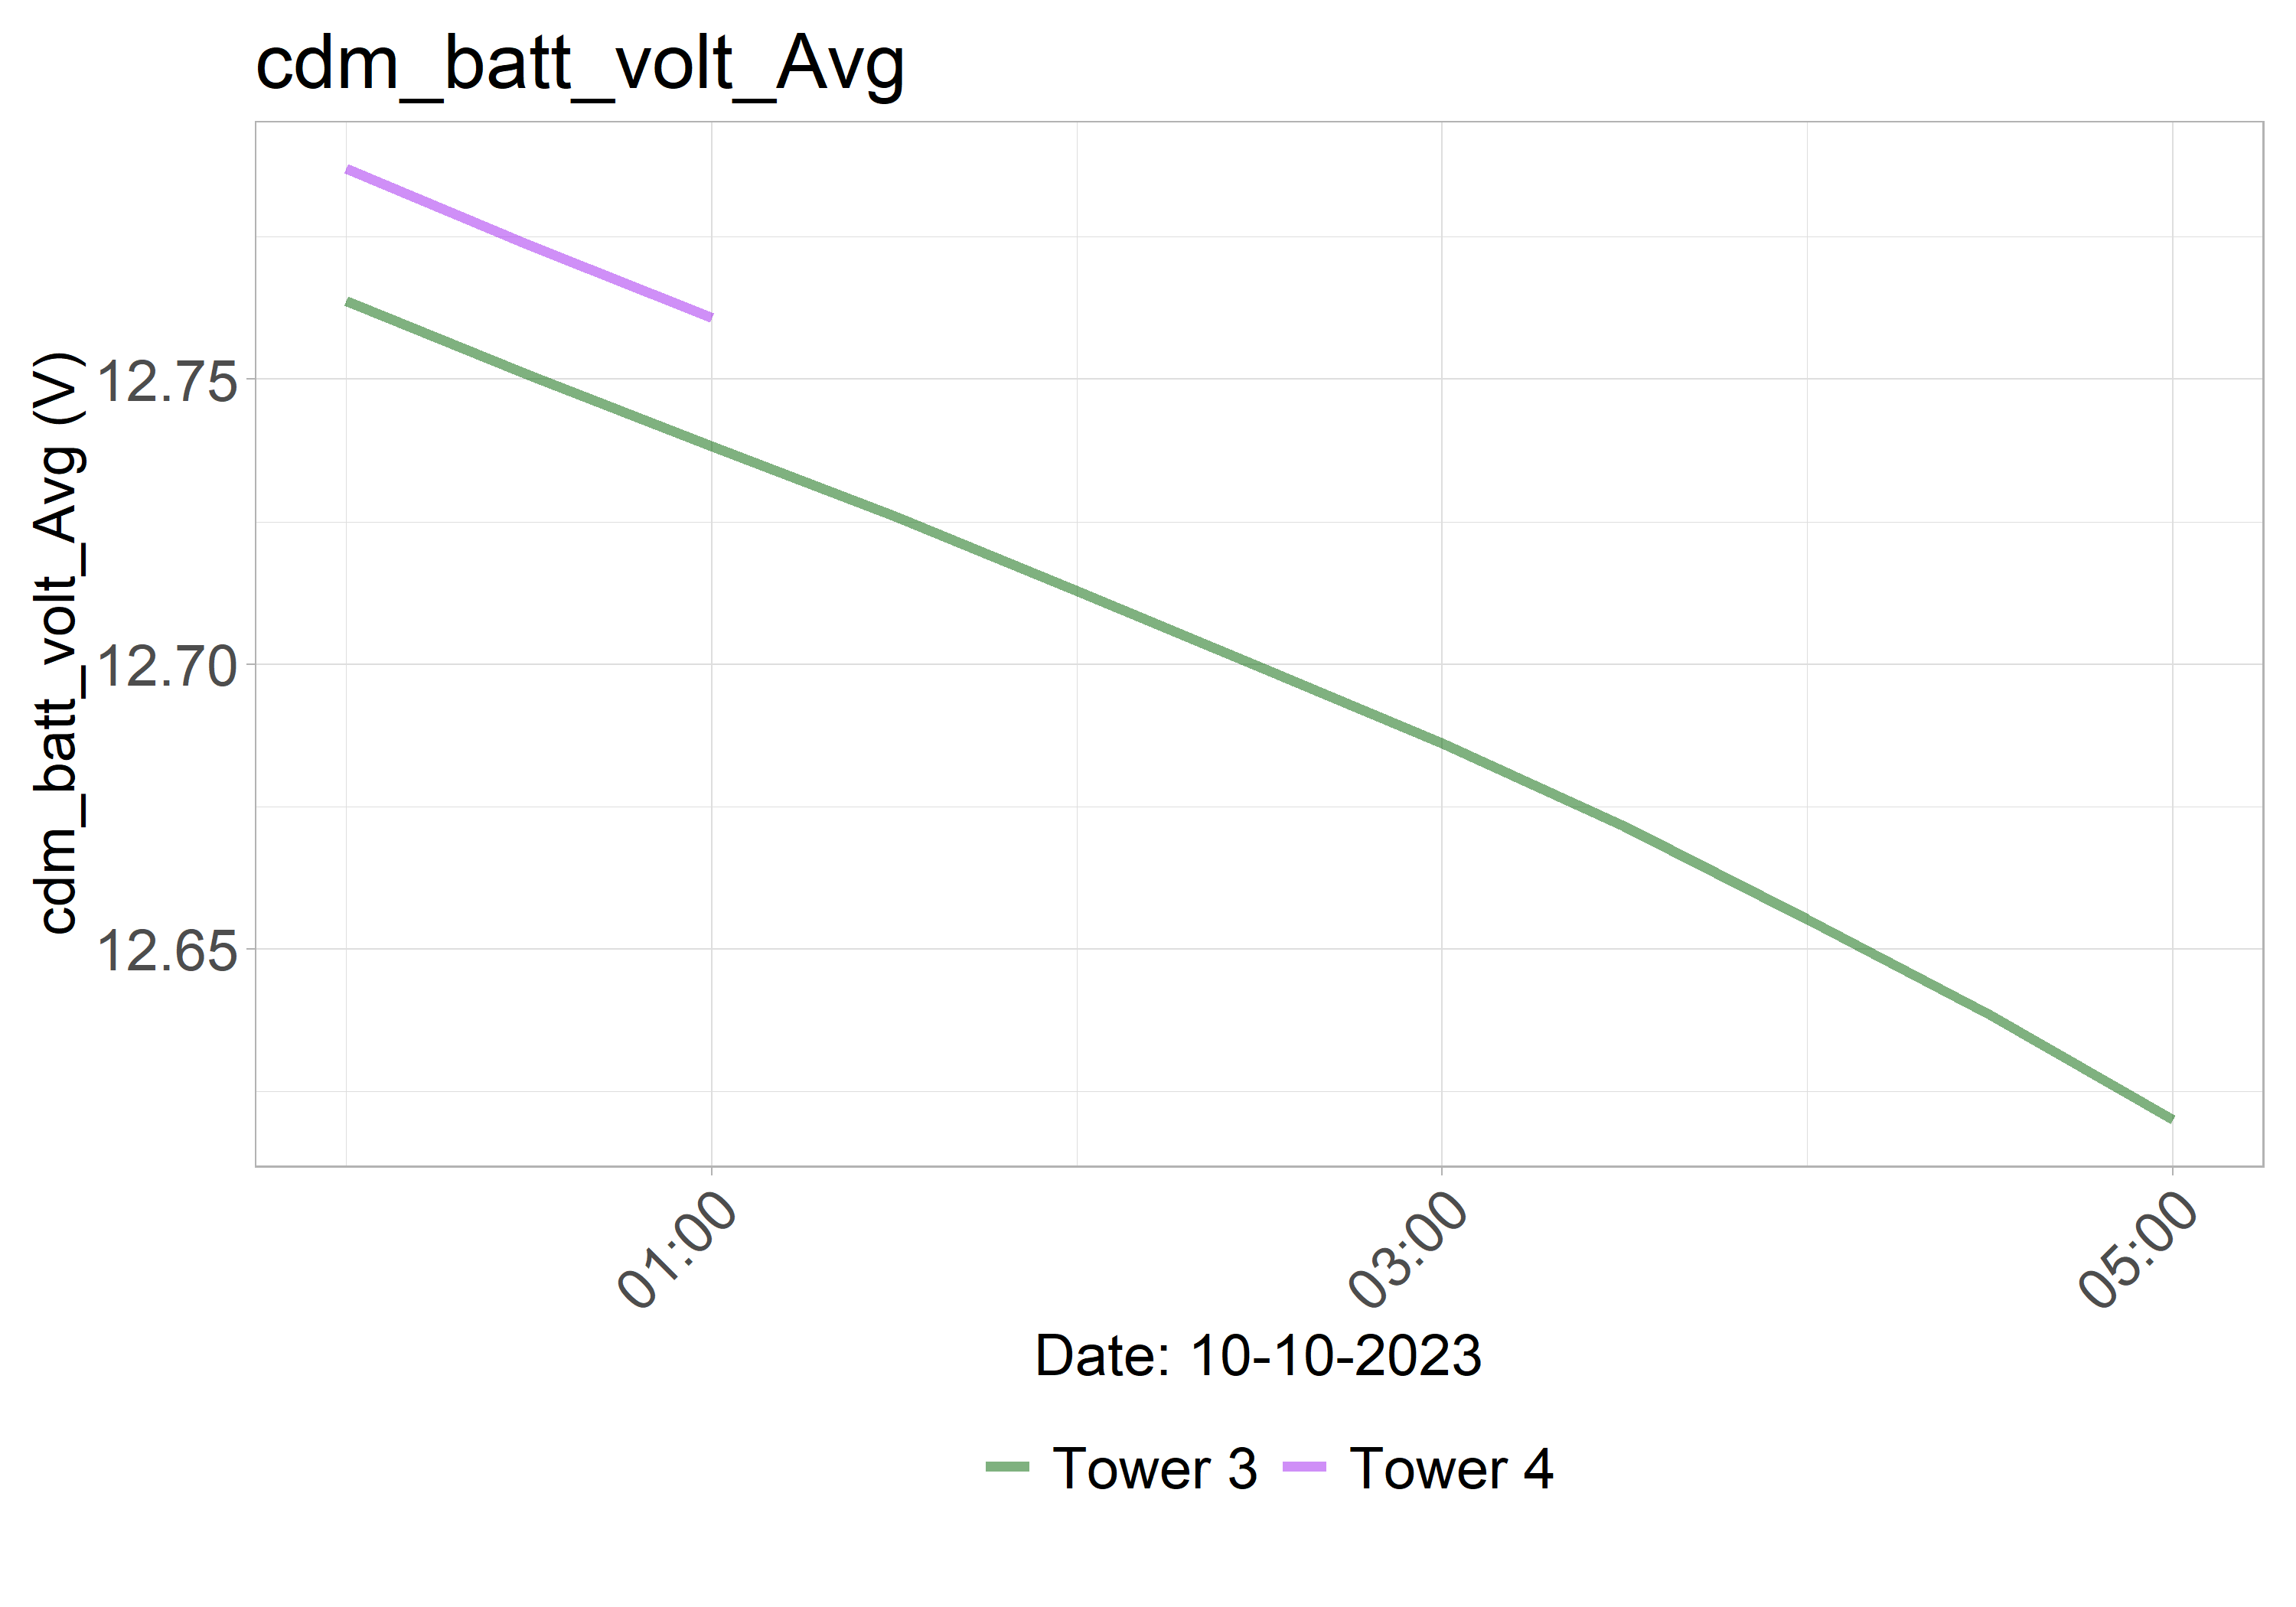 cdm_batt_volt_Avg
cdm_batt_volt_Avg (V)
12.75
12.70
12.65
01:00
03:00
05:00
Date: 10-10-2023
Tower 3
Tower 4